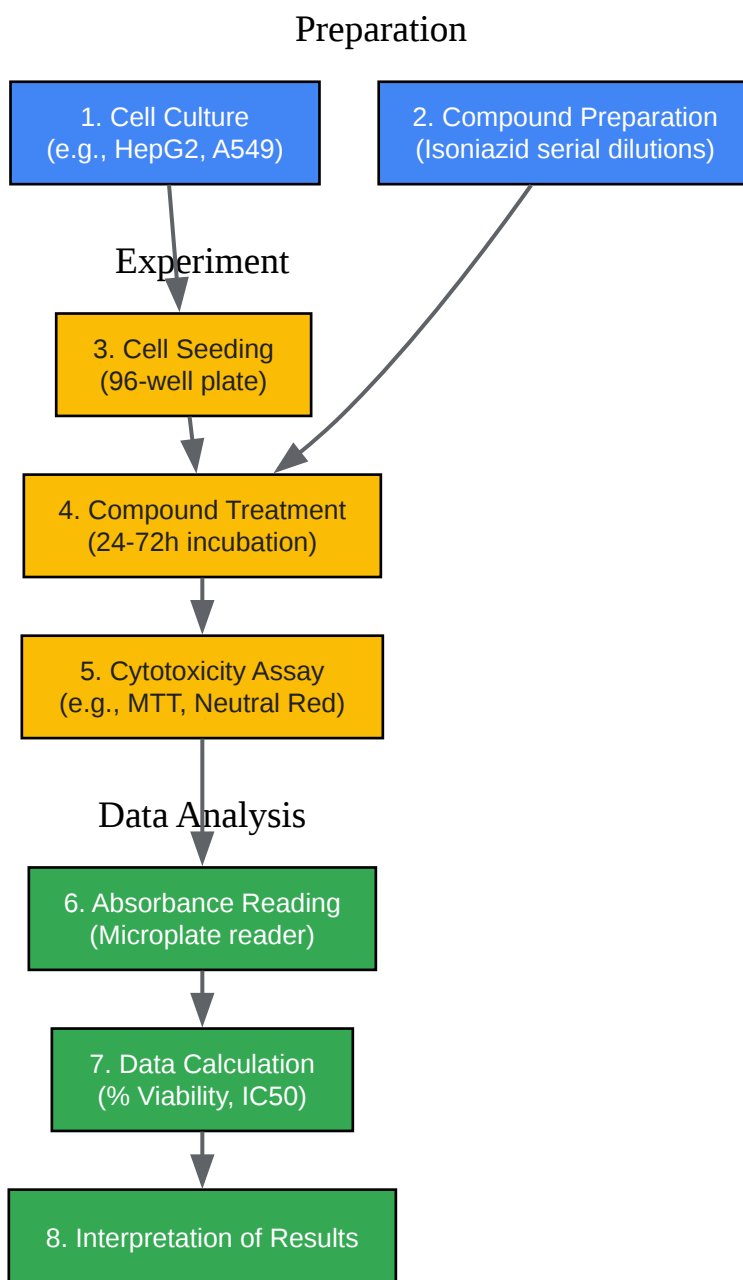 Preparation
1. Cell Culture
(e.g., HepG2, A549)
2. Compound Preparation
(Isoniazid serial dilutions)
Experiment
3. Cell Seeding
(96-well plate)
4. Compound Treatment
(24-72h incubation)
5. Cytotoxicity Assay
(e.g., MTT, Neutral Red)
Data Analysis
6. Absorbance Reading
(Microplate reader)
7. Data Calculation
(% Viability, IC50)
8. Interpretation of Results